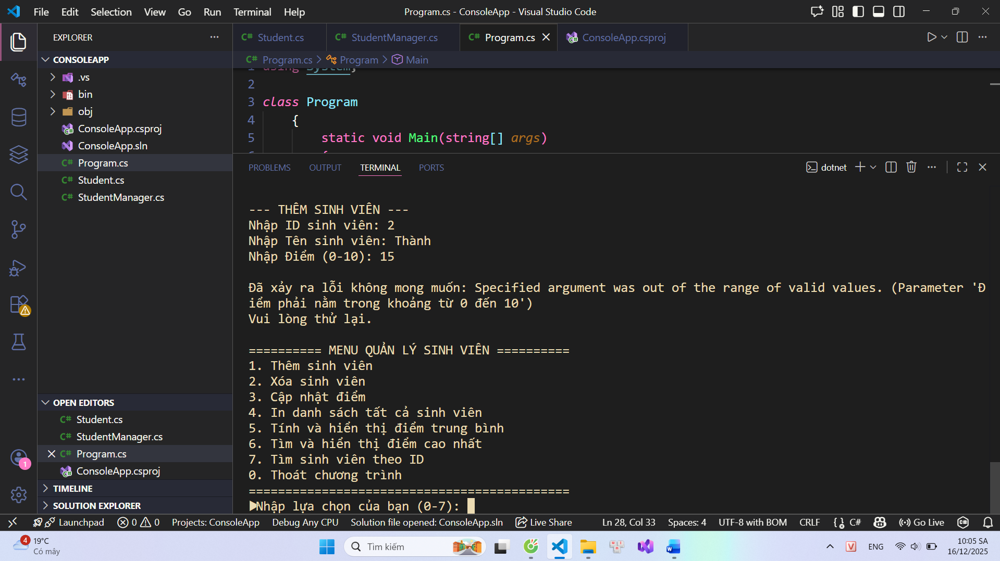 File Edit Selection View Go Run Terminal Help
Program.cs - ConsoleApp - Visual Studio Code
EXPLORER
CONSOLEAPP
.vs
bin
obj
ConsoleApp.csproj
ConsoleApp.sln
Program.cs
Student.cs
StudentManager.cs
OPEN EDITORS
Student.cs
StudentManager.cs
Program.cs
ConsoleApp.csproj
TIMELINE
SOLUTION EXPLORER
Student.cs StudentManager.cs Program.cs ConsoleApp.csproj
Program.cs > Program > Main
1 using System;
2
3 class Program
4 {
5 static void Main(string[] args)
PROBLEMS OUTPUT TERMINAL PORTS
dotnet
--- THÊM SINH VIÊN ---
Nhập ID sinh viên: 2
Nhập Tên sinh viên: Thành
Nhập Điểm (0-10): 15
Đã xảy ra lỗi không mong muốn: Specified argument was out of the range of valid values. (Parameter 'Đ
iểm phải nằm trong khoảng từ 0 đến 10')
Vui lòng thử lại.
========== MENU QUẢN LÝ SINH VIÊN ==========
1. Thêm sinh viên
2. Xóa sinh viên
3. Cập nhật điểm
4. In danh sách tất cả sinh viên
5. Tính và hiển thị điểm trung bình
6. Tìm và hiển thị điểm cao nhất
7. Tìm sinh viên theo ID
0. Thoát chương trình
============================================
Nhập lựa chọn của bạn (0-7):
1
Launchpad 0 0 Projects: ConsoleApp Debug Any CPU Solution file opened: ConsoleApp.sln Live Share Ln 28, Col 33 Spaces: 4 UTF-8 with BOM CRLF C# Go Live
4 19°C
Có mây
Tìm kiếm
ENG
10:05 SA
16/12/2025